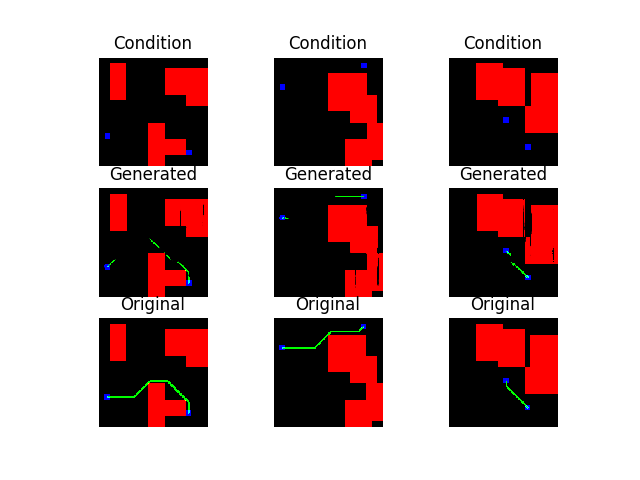 Condition Condition Condition
Generated Generated Generated
Original Original Original